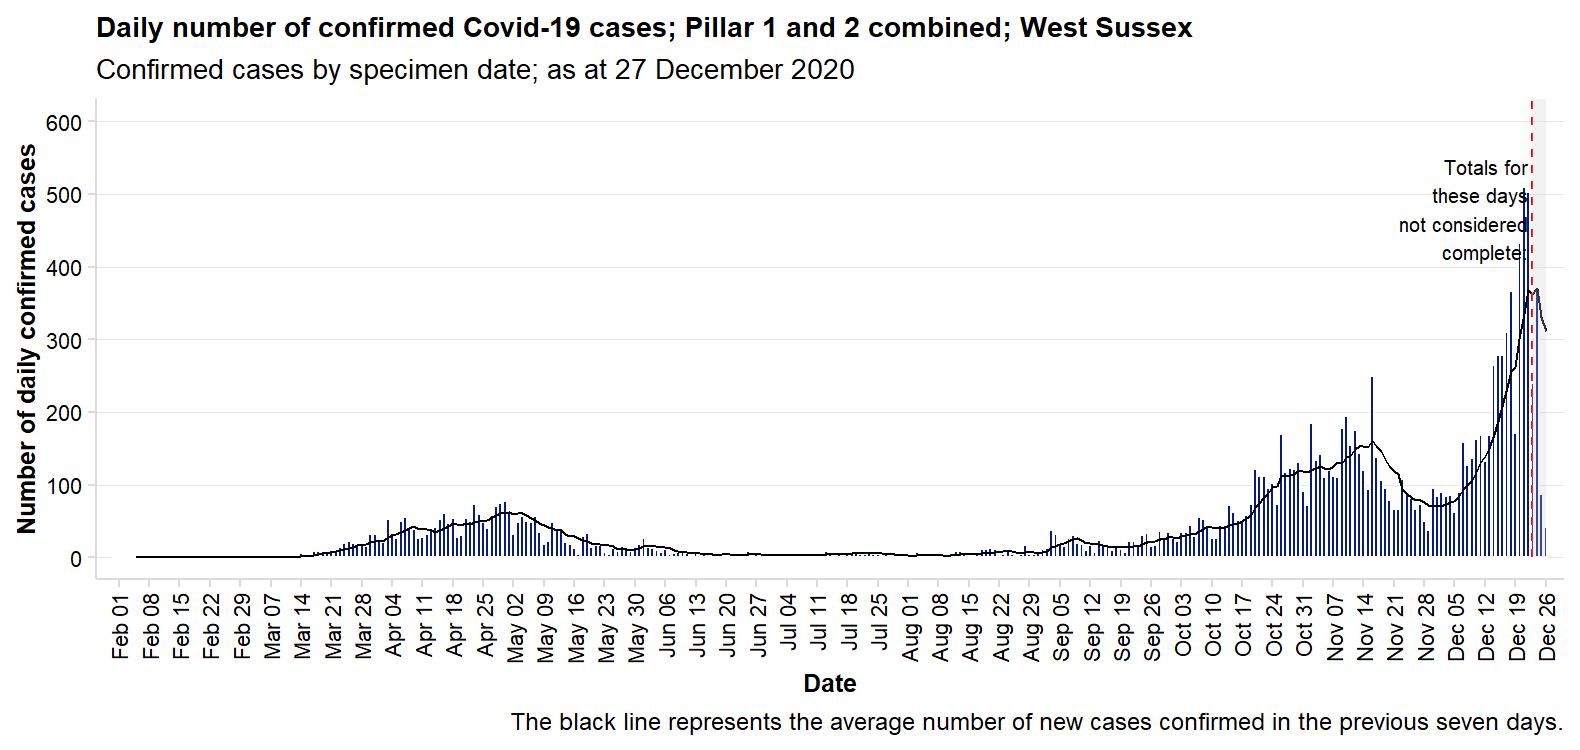 Daily number of confirmed Covid-19 cases; Pillar 1 and 2 combined; West Sussex
Confirmed cases by specimen date; as at 27 December 2020
Number of daily confirmed cases
600
500
400
300
200
100
0
Totals for
these days
not considered
complete.
Feb 01
Feb 08
Feb 15
Feb 22
Feb 29
Mar 07
Mar 14
Mar 21
Mar 28
Apr 04
Apr 11
Apr 18
Apr 25
May 02
May 09
May 16
May 23
May 30
Jun 06
Jun 13
Jun 20
Jun 27
Jul 04
Jul 11
Jul 18
Jul 25
Aug 01
Aug 08
Aug 15
Aug 22
Aug 29
Sep 05
Sep 12
Sep 19
Sep 26
Oct 03
Oct 10
Oct 17
Oct 24
Oct 31
Nov 07
Nov 14
Nov 21
Nov 28
Dec 05
Dec 12
Dec 19
Dec 26
Date
The black line represents the average number of new cases confirmed in the previous seven days.